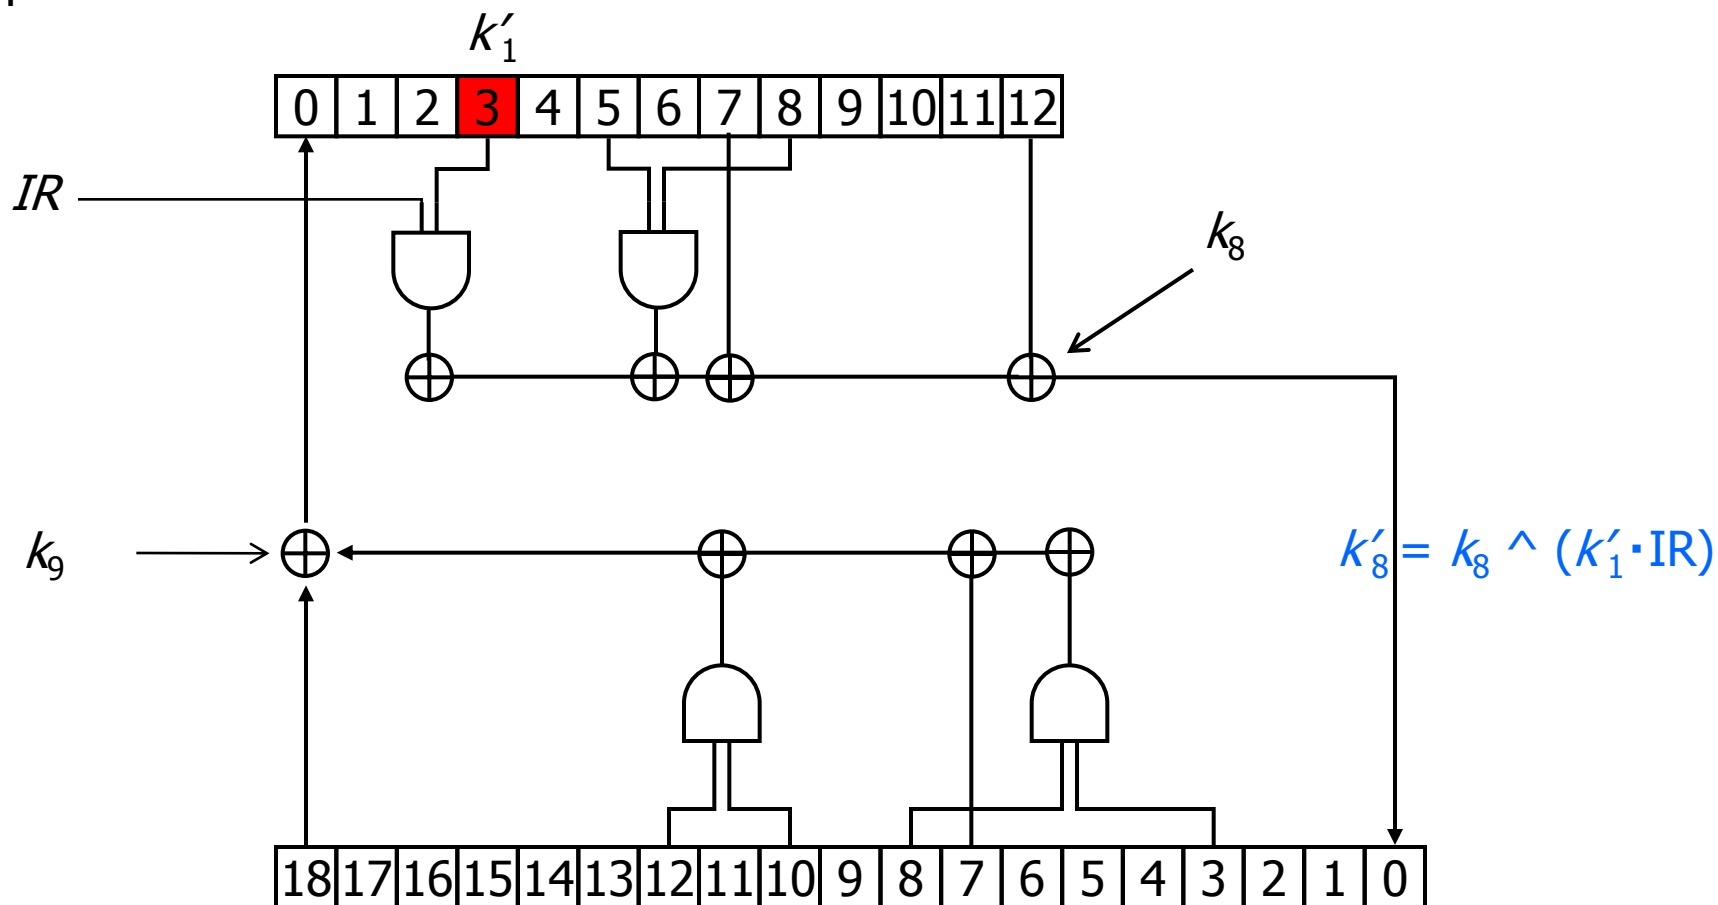 k′₁
0 1 2 3 4 5 6 7 8 9 10 11 12
IR
k₈
k₉
k′₈ = k₈ ^ (k′₁·IR)
18 17 16 15 14 13 12 11 10 9 8 7 6 5 4 3 2 1 0